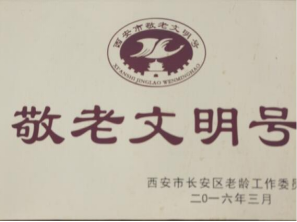 西安市敬老文明号
XI'ANSHI JINGLAO WENMINGHAO
敬老文明号
西安市长安区老龄工作委员
二〇一六年三月